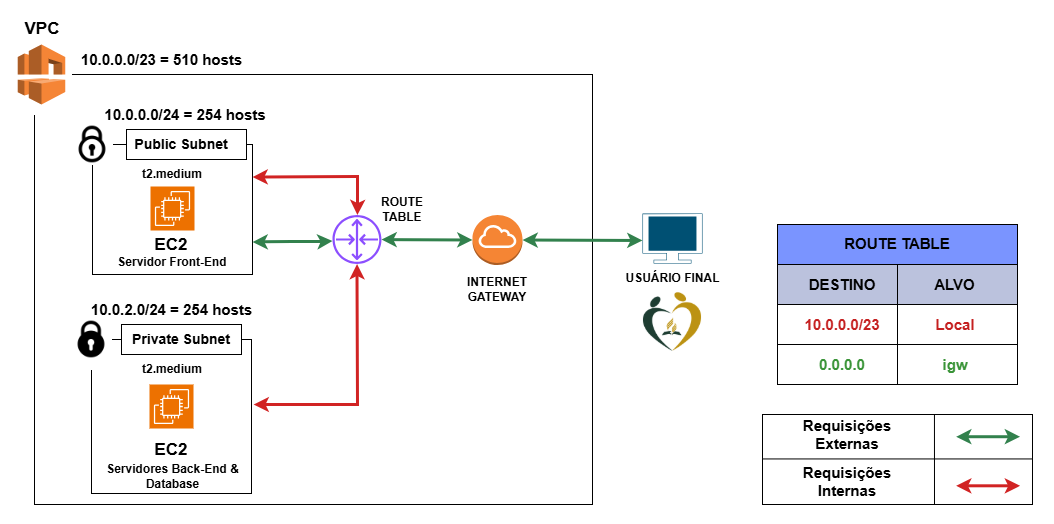 VPC
10.0.0.0/23 = 510 hosts
10.0.0.0/24 = 254 hosts
Public Subnet
t2.medium
EC2
Servidor Front-End
10.0.2.0/24 = 254 hosts
Private Subnet
t2.medium
EC2
Servidores Back-End &
Database
ROUTE
TABLE
INTERNET
GATEWAY
USUÁRIO FINAL
ROUTE TABLE
DESTINO ALVO
10.0.0.0/23 Local
0.0.0.0 igw
Requisições
Externas
Requisições
Internas